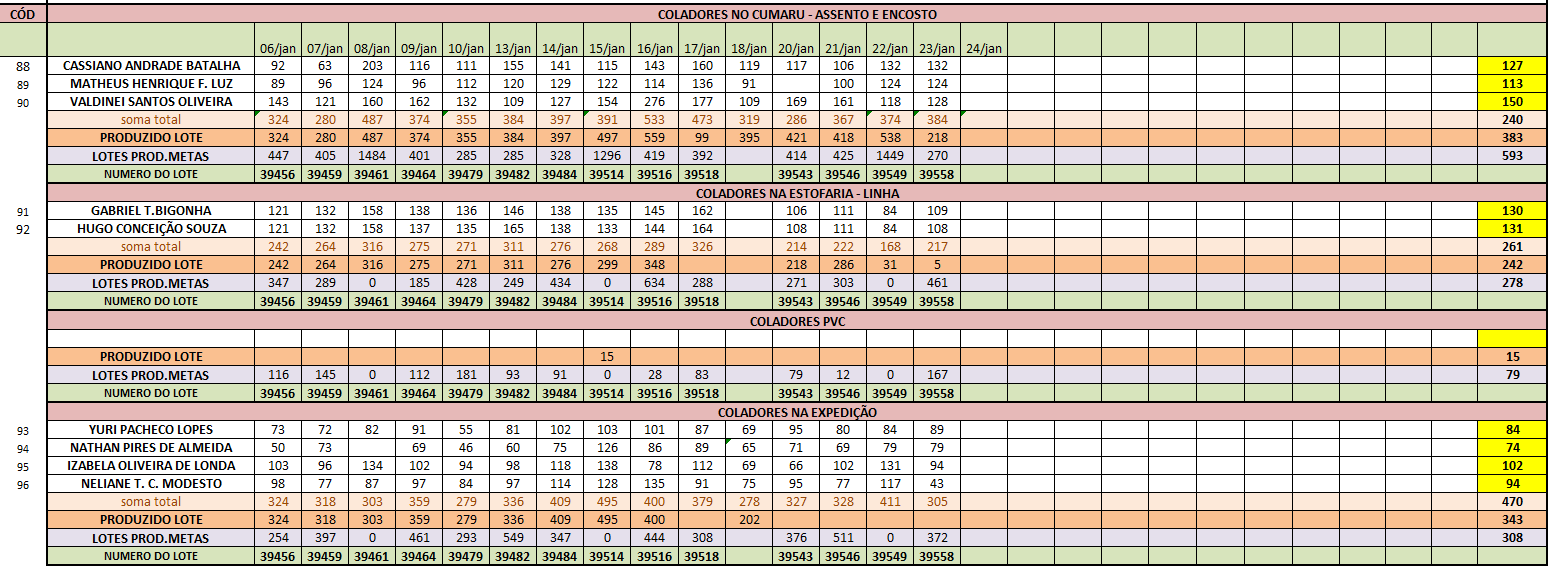 CÓD COLADORES NO CUMARU - ASSENTO E ENCOSTO
06/jan 07/jan 08/jan 09/jan 10/jan 13/jan 14/jan 15/jan 16/jan 17/jan 18/jan 20/jan 21/jan 22/jan 23/jan 24/jan
88 CASSIANO ANDRADE BATALHA 92 63 203 116 111 155 141 115 143 160 119 117 106 132 132 127
89 MATHEUS HENRIQUE F. LUZ 89 96 124 96 112 120 129 122 114 136 91 100 124 124 113
90 VALDINEI SANTOS OLIVEIRA 143 121 160 162 132 109 127 154 276 177 109 169 161 118 128 150
soma total 324 280 487 374 355 384 397 391 533 473 319 286 367 374 384 240
PRODUZIDO LOTE 324 280 487 374 355 384 397 497 559 99 395 421 418 538 218 383
LOTES PROD.METAS 447 405 1484 401 285 285 328 1296 419 392 414 425 1449 270 593
NUMERO DO LOTE 39456 39459 39461 39464 39479 39482 39484 39514 39516 39518 39543 39546 39549 39558
COLADORES NA ESTOFARIA - LINHA
91 GABRIEL T.BIGONHA 121 132 158 138 136 146 138 135 145 162 106 111 84 109 130
92 HUGO CONCEIÇÃO SOUZA 121 132 158 137 135 165 138 133 144 164 108 111 84 108 131
soma total 242 264 316 275 271 311 276 268 289 326 214 222 168 217 261
PRODUZIDO LOTE 242 264 316 275 271 311 276 299 348 218 286 31 5 242
LOTES PROD.METAS 347 289 0 185 428 249 434 0 634 288 271 303 0 461 278
NUMERO DO LOTE 39456 39459 39461 39464 39479 39482 39484 39514 39516 39518 39543 39546 39549 39558
COLADORES PVC
PRODUZIDO LOTE 15 15
LOTES PROD.METAS 116 145 0 112 181 93 91 0 28 83 79 12 0 167 79
NUMERO DO LOTE 39456 39459 39461 39464 39479 39482 39484 39514 39516 39518 39543 39546 39549 39558
COLADORES NA EXPEDIÇÃO
93 YURI PACHECO LOPES 73 72 82 91 55 81 102 103 101 87 69 95 80 84 89 84
94 NATHAN PIRES DE ALMEIDA 50 73 69 46 60 75 126 86 89 65 71 69 79 79 74
95 IZABELA OLIVEIRA DE LONDA 103 96 134 102 94 98 118 138 78 112 69 66 102 131 94 102
96 NELIANE T. C. MODESTO 98 77 87 97 84 97 114 128 135 91 75 95 77 117 43 94
soma total 324 318 303 359 279 336 409 495 400 379 278 327 328 411 305 470
PRODUZIDO LOTE 324 318 303 359 279 336 409 495 400 202 343
LOTES PROD.METAS 254 397 0 461 293 549 347 0 444 308 376 511 0 372 308
NUMERO DO LOTE 39456 39459 39461 39464 39479 39482 39484 39514 39516 39518 39543 39546 39549 39558